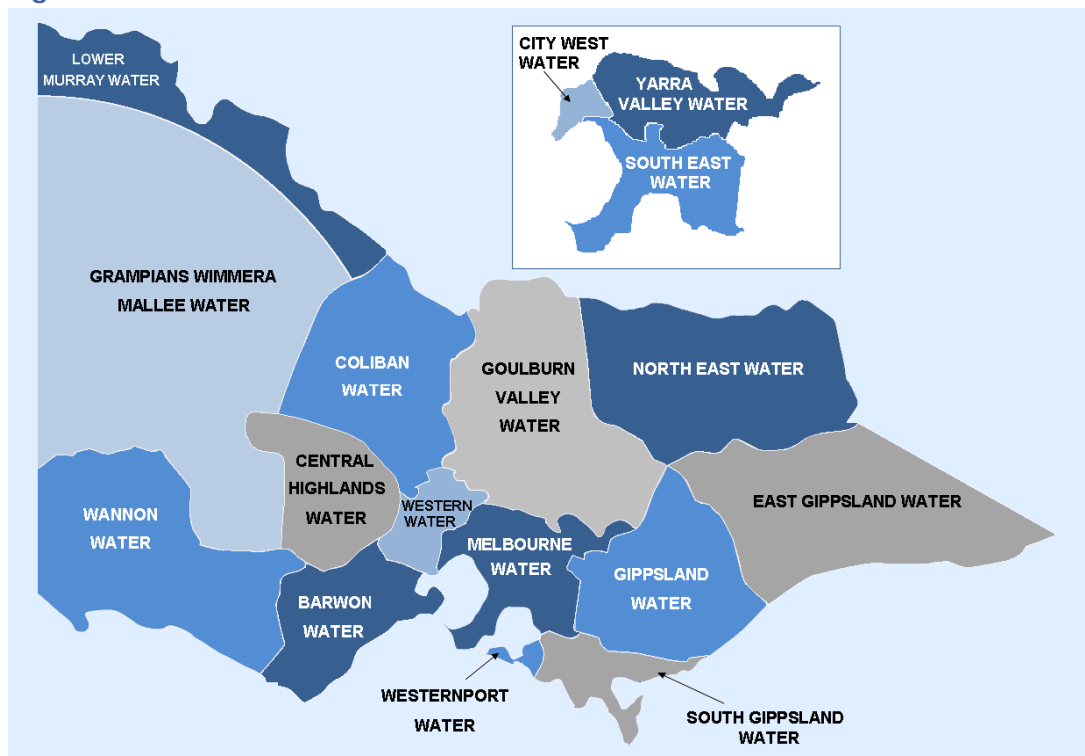 LOWER
MURRAY WATER
CITY WEST
WATER
YARRA
VALLEY WATER
SOUTH EAST
WATER
GRAMPIANS WIMMERA
MALLEE WATER
COLIBAN
WATER
GOULBURN
VALLEY
WATER
NORTH EAST WATER
CENTRAL
HIGHLANDS
WATER
WESTERN
WATER
EAST GIPPSLAND WATER
WANNON
WATER
MELBOURNE
WATER
GIPPSLAND
WATER
BARWON
WATER
WESTERNPORT
WATER
SOUTH GIPPSLAND
WATER